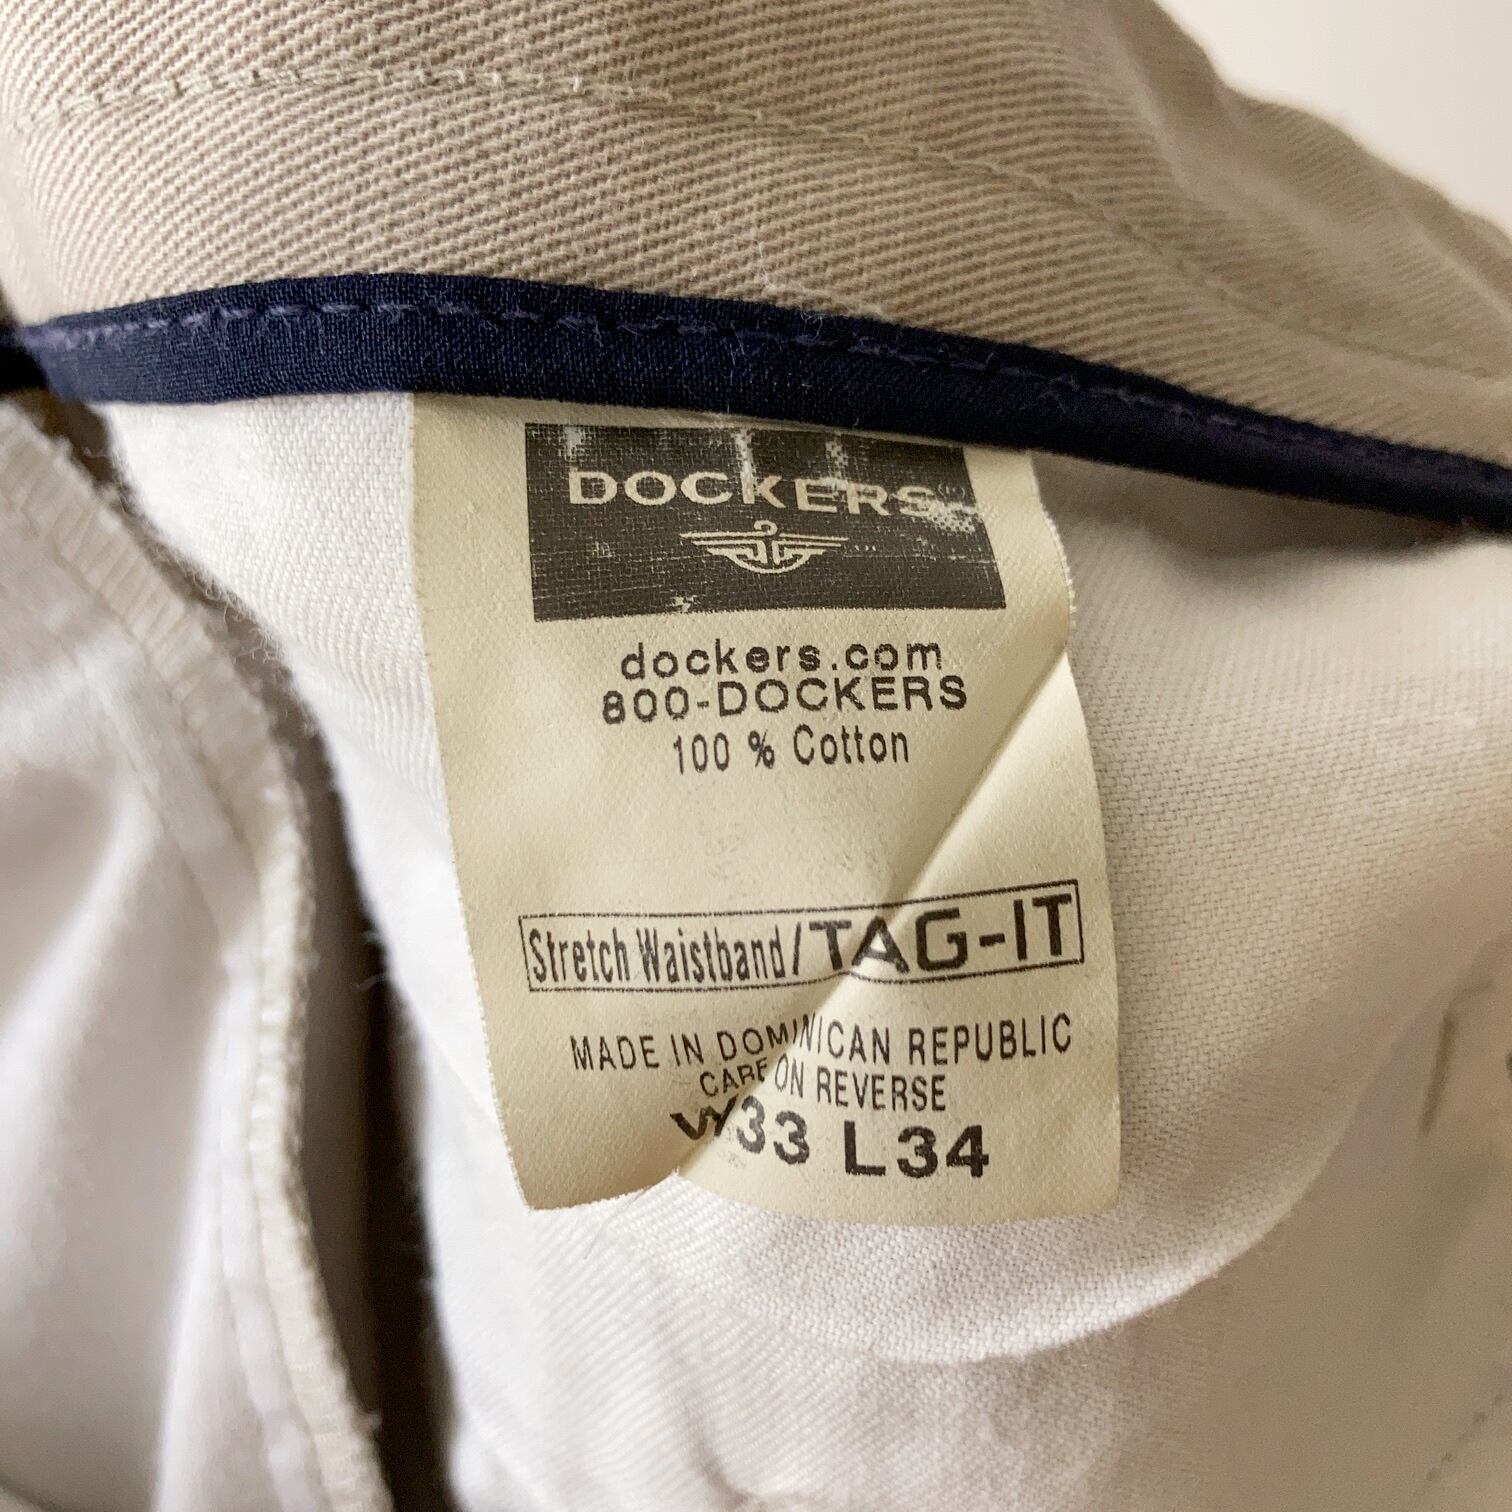 DOCKERS
dockers.com
800-DOCKERS
100 % Cotton
Stretch Waistband/TAG-IT
MADE IN DOMINICAN REPUBLIC
CARE ON REVERSE
W33 L34